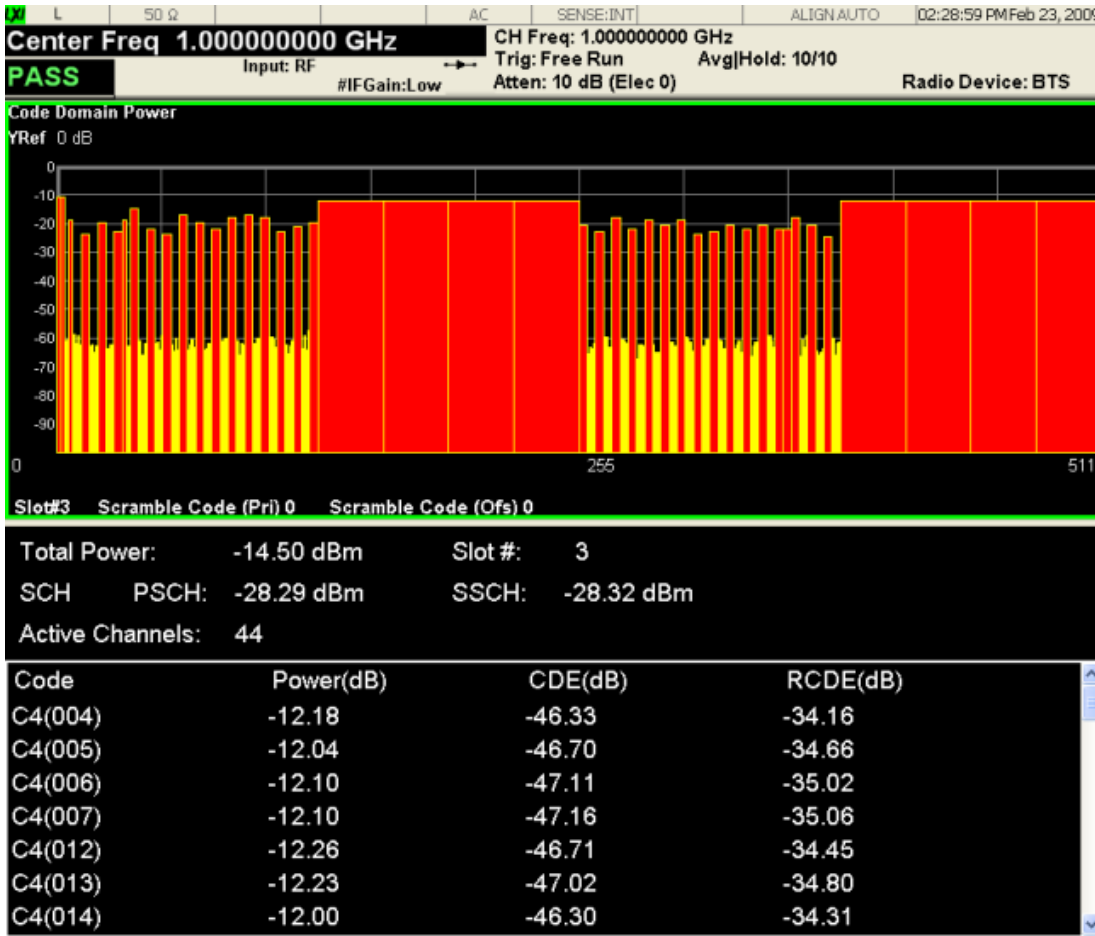 LXI L 50 Ω AC SENSE:INT ALIGNAUTO 02:28:59 PMFeb 23, 2009
Center Freq 1.000000000 GHz CH Freq: 1.000000000 GHz
Input: RF Trig: Free Run Avg|Hold: 10/10
PASS #IFGain:Low Atten: 10 dB (Elec 0) Radio Device: BTS
Code Domain Power
YRef 0 dB
0
-10
-20
-30
-40
-50
-60
-70
-80
-90
0 255 511
Slot#3 Scramble Code (Pri) 0 Scramble Code (Ofs) 0
Total Power: -14.50 dBm Slot #: 3
SCH PSCH: -28.29 dBm SSCH: -28.32 dBm
Active Channels: 44
Code Power(dB) CDE(dB) RCDE(dB)
C4(004) -12.18 -46.33 -34.16
C4(005) -12.04 -46.70 -34.66
C4(006) -12.10 -47.11 -35.02
C4(007) -12.10 -47.16 -35.06
C4(012) -12.26 -46.71 -34.45
C4(013) -12.23 -47.02 -34.80
C4(014) -12.00 -46.30 -34.31